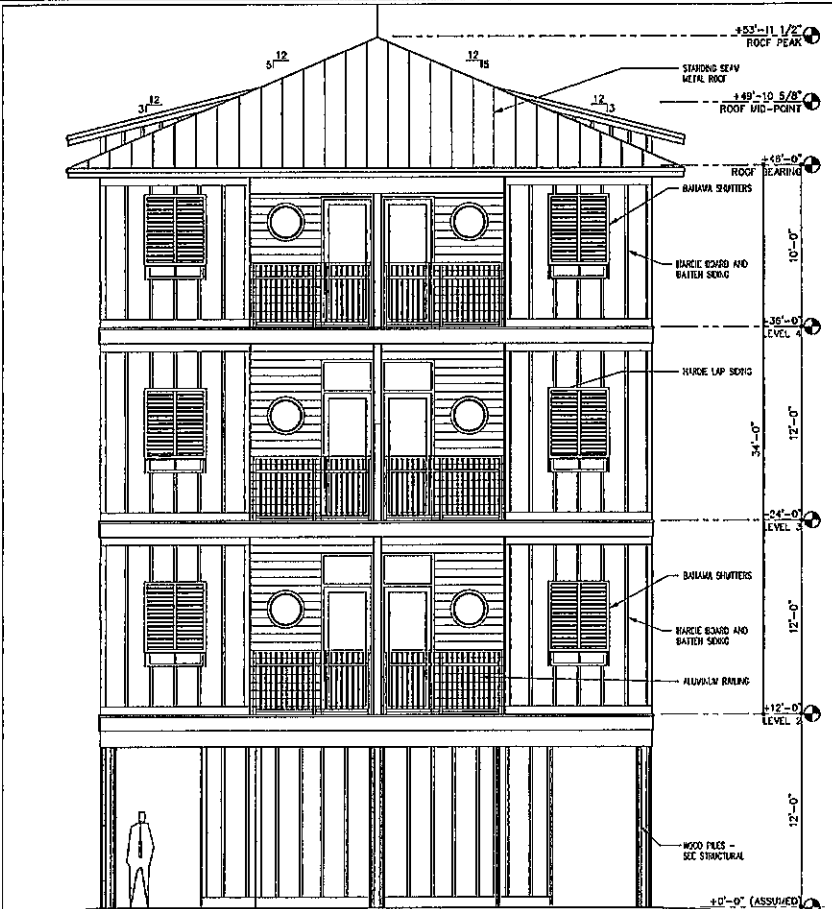 +53'-11 1/2"
ROOF PEAK
12
5
12
5
STANDING SEAM
METAL ROOF
+49'-10 5/8"
ROOF MID-POINT
12
3
12
3
+46'-0"
ROOF BEARING
BAHAMA SHUTTERS
10'-0"
HARDIE BOARD AND
BATTEN SIDING
+36'-0"
LEVEL 4
HARDIE LAP SIDING
34'-0"
12'-0"
+24'-0"
LEVEL 3
BAHAMA SHUTTERS
HARDIE BOARD AND
BATTEN SIDING
12'-0"
ALUMINUM RAILING
+12'-0"
LEVEL 2
12'-0"
WOOD PILES -
SEE STRUCTURAL
+0'-0" (ASSUMED)